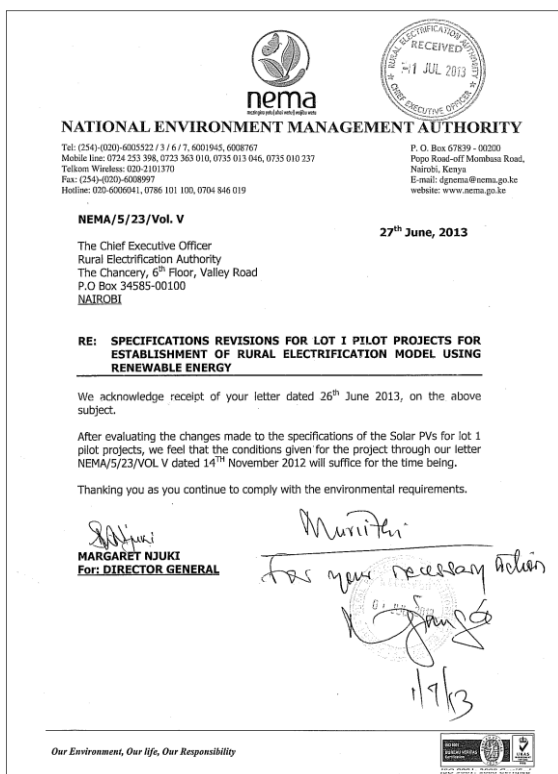 RURAL ELECTRIFICATION AUTHORITY
RECEIVED
1 JUL 2013
CHIEF EXECUTIVE OFFICER
nema
NATIONAL ENVIRONMENT MANAGEMENT AUTHORITY
Tel: (254)-(020)-6005522 / 3 / 6 / 7, 6001945, 6008767
Mobile line: 0724 253 398, 0723 363 010, 0735 013 046, 0735 010 237
Telkom Wireless: 020-2101370
Fax: (254)-(020)-6008997
Hotline: 020-6006041, 0786 101 100, 0704 846 019
P. O. Box 67839 - 00200
Popo Road-off Mombasa Road,
Nairobi, Kenya
E-mail: dgnema@nema.go.ke
website: www.nema.go.ke
NEMA/5/23/Vol. V
27th June, 2013
The Chief Executive Officer
Rural Electrification Authority
The Chancery, 6th Floor, Valley Road
P.O Box 34585-00100
NAIROBI
RE: SPECIFICATIONS REVISIONS FOR LOT I PILOT PROJECTS FOR
ESTABLISHMENT OF RURAL ELECTRIFICATION MODEL USING
RENEWABLE ENERGY
We acknowledge receipt of your letter dated 26th June 2013, on the above
subject.
After evaluating the changes made to the specifications of the Solar PVs for lot 1
pilot projects, we feel that the conditions given for the project through our letter
NEMA/5/23/VOL V dated 14TH November 2012 will suffice for the time being.
Thanking you as you continue to comply with the environmental requirements.
MARGARET NJUKI
For: DIRECTOR GENERAL
Muriithi
For your necessary action
1/7/13
Our Environment, Our life, Our Responsibility
BUREAU VERITAS
Certification
UKAS